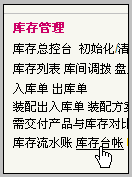 库存管理
库存总控台 初始化/清
库存列表 库间调拨 盘
入库单 出库单
装配出入库单 装配方案
需交付产品与库存对比
库存流水账 库存台帐